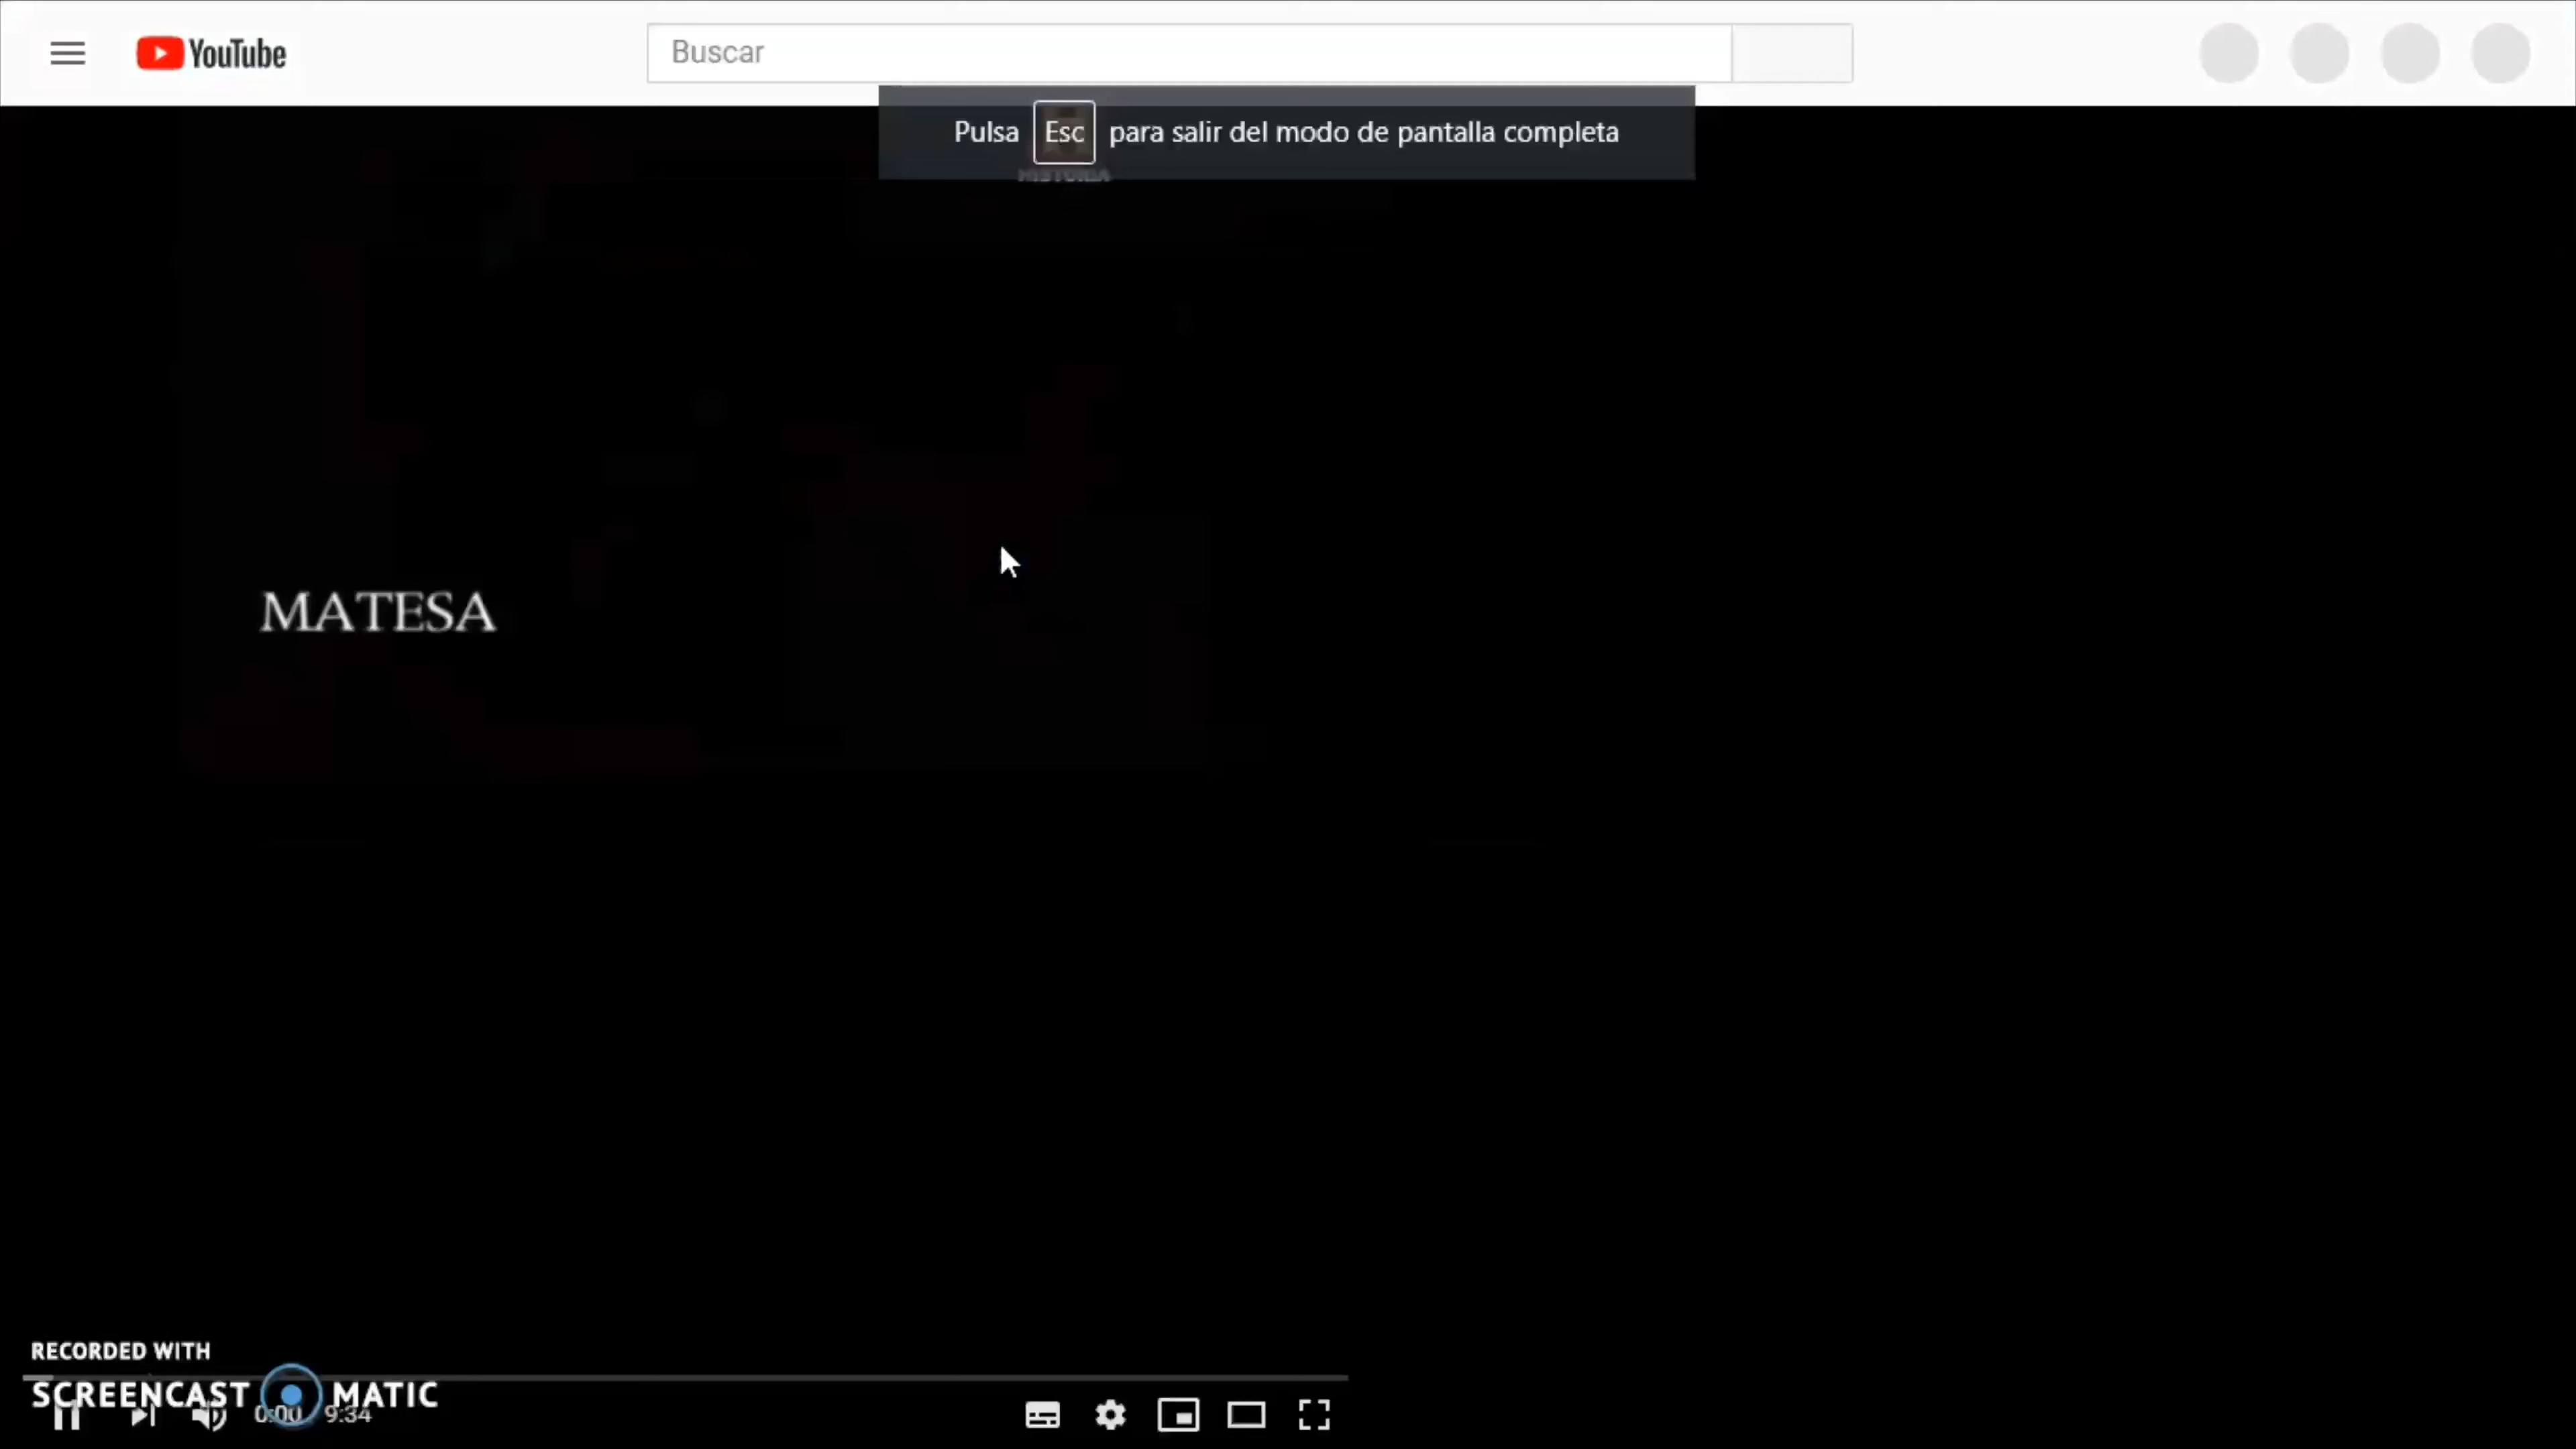 YouTube
Buscar
Pulsa Esc para salir del modo de pantalla completa
HISTORIA
MATESA
RECORDED WITH
SCREENCAST MATIC
0:00 9:34